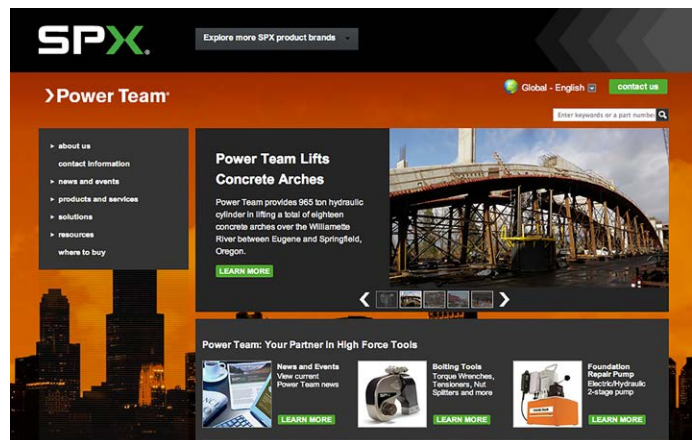 SPX.
Explore more SPX product brands
Power Team
Global - English
contact us
Enter keywords or a part number
about us
contact information
news and events
products and services
solutions
resources
where to buy
Power Team Lifts
Concrete Arches
Power Team provides 965 ton hydraulic
cylinder in lifting a total of eighteen
concrete arches over the Willamette
River between Eugene and Springfield,
Oregon.
LEARN MORE
Power Team: Your Partner in High Force Tools
News and Events
View current
Power Team news
LEARN MORE
Bolting Tools
Torque Wrenches,
Tensioners, Nut
Splitters and more
LEARN MORE
Foundation
Repair Pump
Electric/Hydraulic
2-stage pump
LEARN MORE